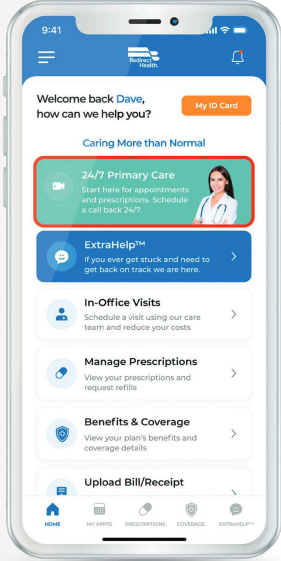 9:41
Redirect
Health.
Welcome back Dave,
how can we help you?
My ID Card
Caring More than Normal
24/7 Primary Care
Start here for appointments
and prescriptions. Schedule
a call back 24/7.
ExtraHelp™
If you ever get stuck and need to
get back on track we are here.
In-Office Visits
Schedule a visit using our care
team and reduce your costs
Manage Prescriptions
View your prescriptions and
request refills
Benefits & Coverage
View your plan's benefits and
coverage details
Upload Bill/Receipt
HOME
MY APPTS
PRESCRIPTIONS
COVERAGE
EXTRAHELP™